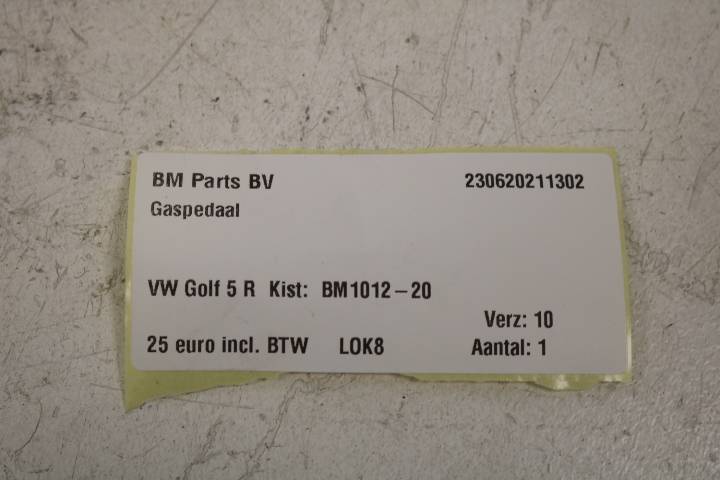 BM Parts BV 230620211302
Gaspedaal
VW Golf 5 R Kist: BM1012-20
Verz: 10
25 euro incl. BTW LOK8 Aantal: 1